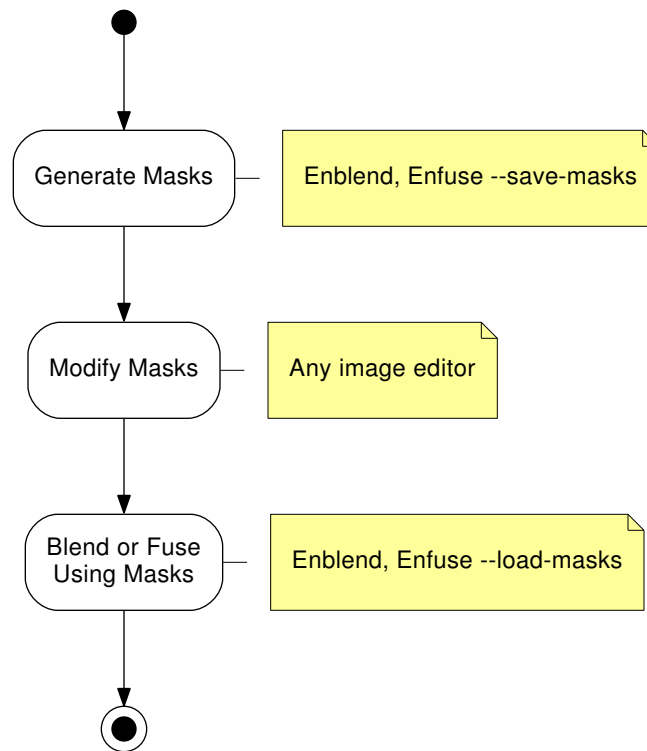 Generate Masks
Enblend, Enfuse --save-masks
Modify Masks
Any image editor
Blend or Fuse
Using Masks
Enblend, Enfuse --load-masks